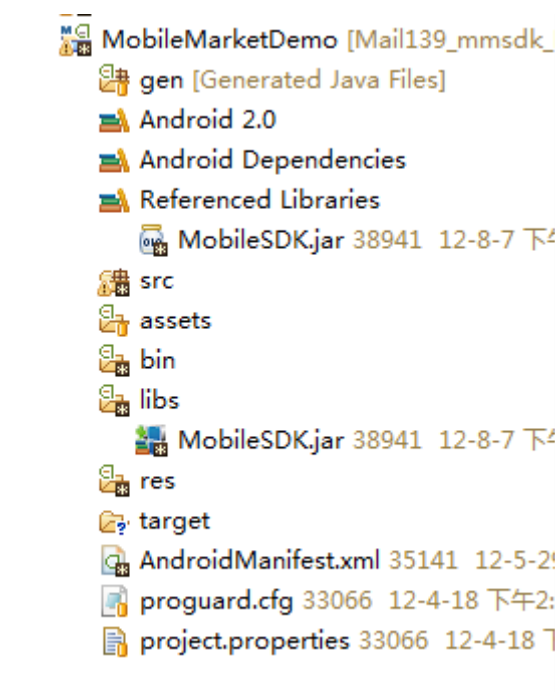 MobileMarketDemo [Mail139_mmsdk_
gen [Generated Java Files]
Android 2.0
Android Dependencies
Referenced Libraries
MobileSDK.jar 38941 12-8-7 下午
src
assets
bin
libs
MobileSDK.jar 38941 12-8-7 下午
res
target
AndroidManifest.xml 35141 12-5-29
proguard.cfg 33066 12-4-18 下午2:
project.properties 33066 12-4-18